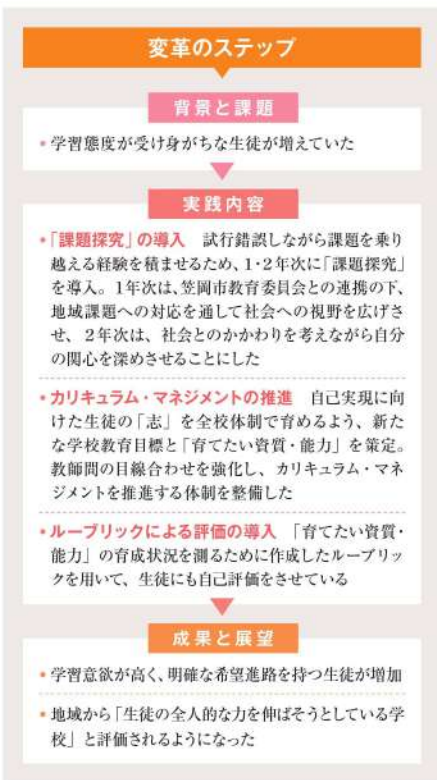 変革のステップ
背景と課題
• 学習態度が受け身がちな生徒が増えていた
実践内容
•「課題探究」の導入　試行錯誤しながら課題を乗り
越える経験を積ませるため、1・2年次に「課題探究」
を導入。1年次は、笠岡市教育委員会との連携の下、
地域課題への対応を通して社会への視野を広げさ
せ、2年次は、社会とのかかわりを考えながら自分
の関心を深めさせることにした
• カリキュラム・マネジメントの推進　自己実現に向
けた生徒の「志」を全校体制で育めるよう、新た
な学校教育目標と「育てたい資質・能力」を策定。
教師間の目線合わせを強化し、カリキュラム・マネ
ジメントを推進する体制を整備した
• ルーブリックによる評価の導入　「育てたい資質・
能力」の育成状況を測るために作成したルーブリッ
クを用いて、生徒にも自己評価をさせている
成果と展望
• 学習意欲が高く、明確な希望進路を持つ生徒が増加
• 地域から「生徒の全人的な力を伸ばそうとしている学
校」と評価されるようになった